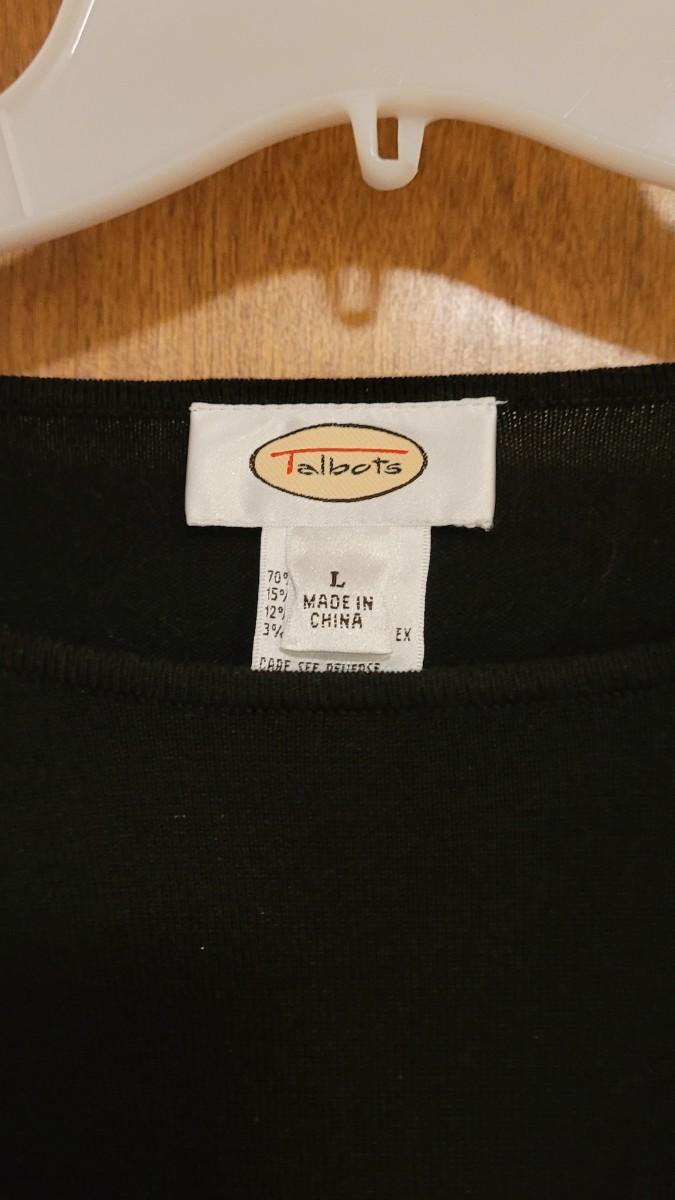 Talbots
L
MADE IN
CHINA
70%
15%
12%
3% EX
CARE SEE REVERSE